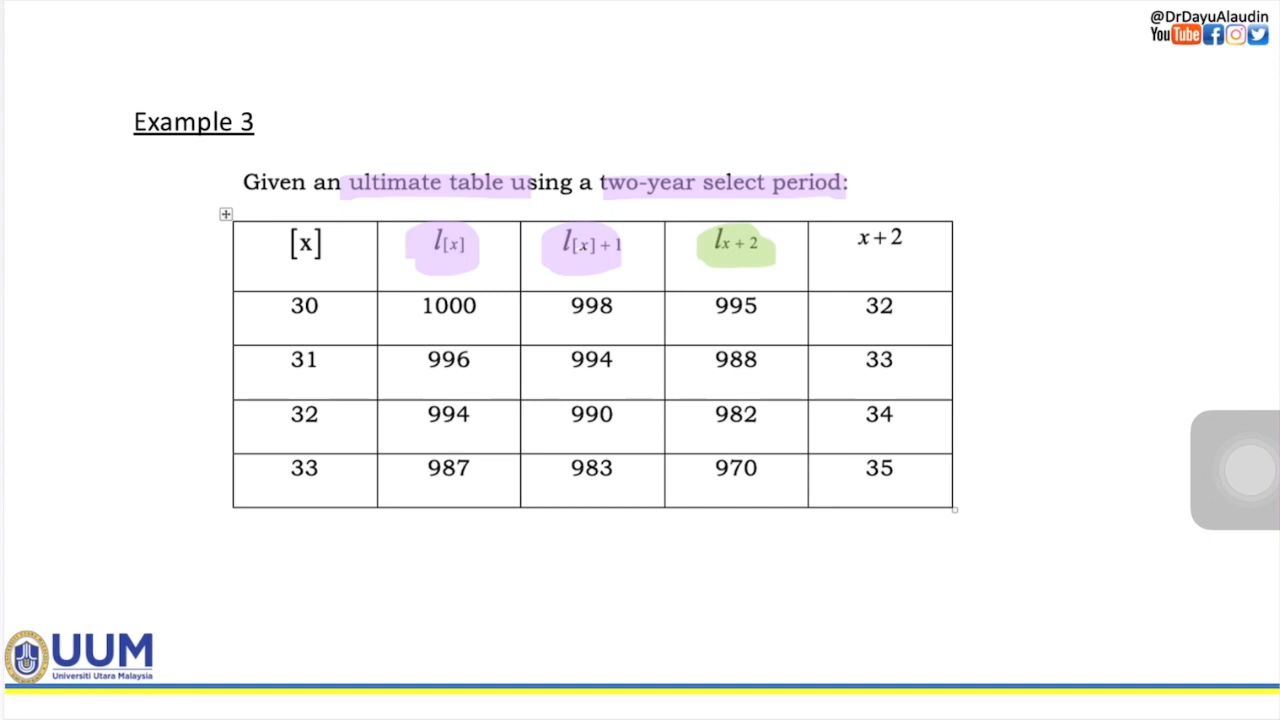 @DrDayuAlaudin
YouTube
Example 3
Given an ultimate table using a two-year select period:
[x] l[x] l[x]+1 lx+2 x+2
30 1000 998 995 32
31 996 994 988 33
32 994 990 982 34
33 987 983 970 35
UUM
Universiti Utara Malaysia